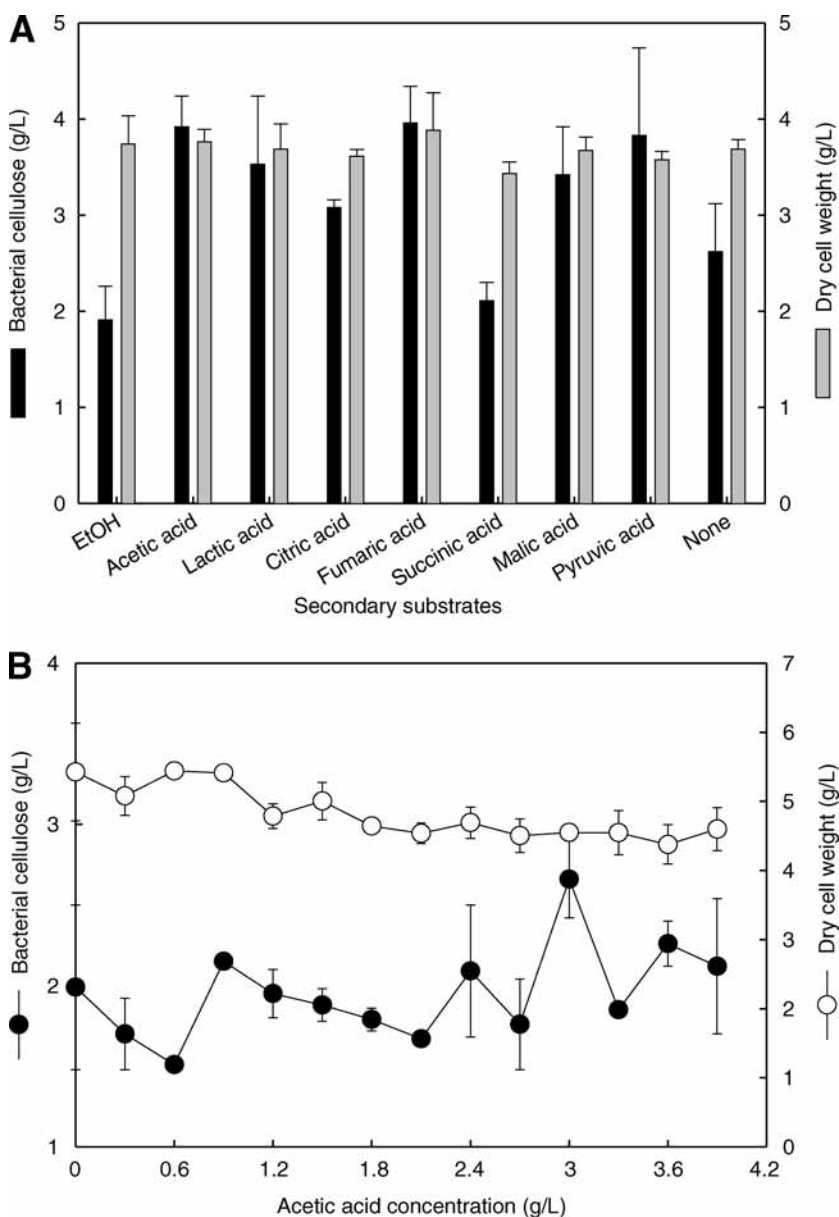 A
Bacterial cellulose (g/L)
5
4
3
2
1
0
Dry cell weight (g/L)
5
4
3
2
1
0
EtOH
Acetic acid
Lactic acid
Citric acid
Fumaric acid
Succinic acid
Malic acid
Pyruvic acid
None
Secondary substrates
B
Bacterial cellulose (g/L)
4
3
2
1
Dry cell weight (g/L)
7
6
5
4
3
2
1
0
0 0.6 1.2 1.8 2.4 3 3.6 4.2
Acetic acid concentration (g/L)